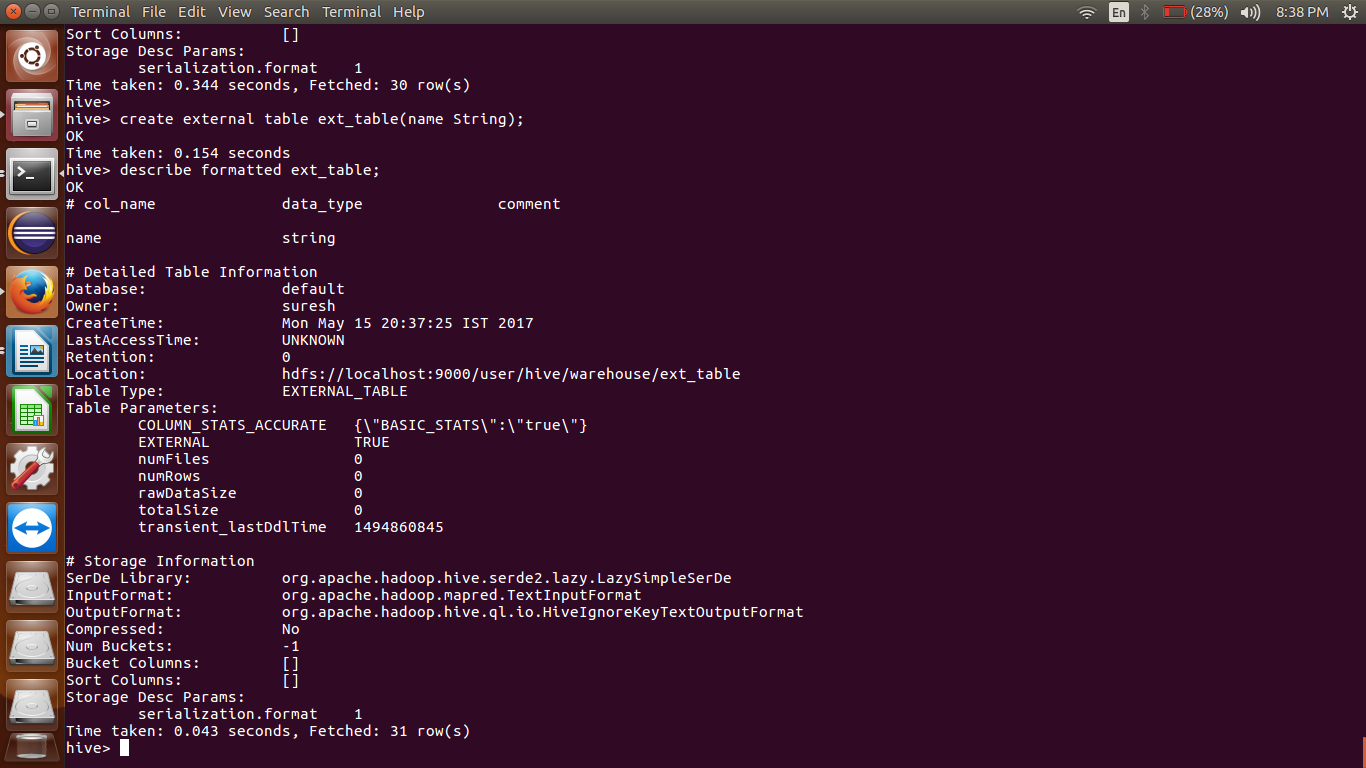 Terminal File Edit View Search Terminal Help En (28%) 8:38 PM
Sort Columns: []
Storage Desc Params:
serialization.format 1
Time taken: 0.344 seconds, Fetched: 30 row(s)
hive>
hive> create external table ext_table(name String);
OK
Time taken: 0.154 seconds
hive> describe formatted ext_table;
OK
# col_name data_type comment
name string
# Detailed Table Information
Database: default
Owner: suresh
CreateTime: Mon May 15 20:37:25 IST 2017
LastAccessTime: UNKNOWN
Retention: 0
Location: hdfs://localhost:9000/user/hive/warehouse/ext_table
Table Type: EXTERNAL_TABLE
Table Parameters:
COLUMN_STATS_ACCURATE {\"BASIC_STATS\":\"true\"}
EXTERNAL TRUE
numFiles 0
numRows 0
rawDataSize 0
totalSize 0
transient_lastDdlTime 1494860845
# Storage Information
SerDe Library: org.apache.hadoop.hive.serde2.lazy.LazySimpleSerDe
InputFormat: org.apache.hadoop.mapred.TextInputFormat
OutputFormat: org.apache.hadoop.hive.ql.io.HiveIgnoreKeyTextOutputFormat
Compressed: No
Num Buckets: -1
Bucket Columns: []
Sort Columns: []
Storage Desc Params:
serialization.format 1
Time taken: 0.043 seconds, Fetched: 31 row(s)
hive>